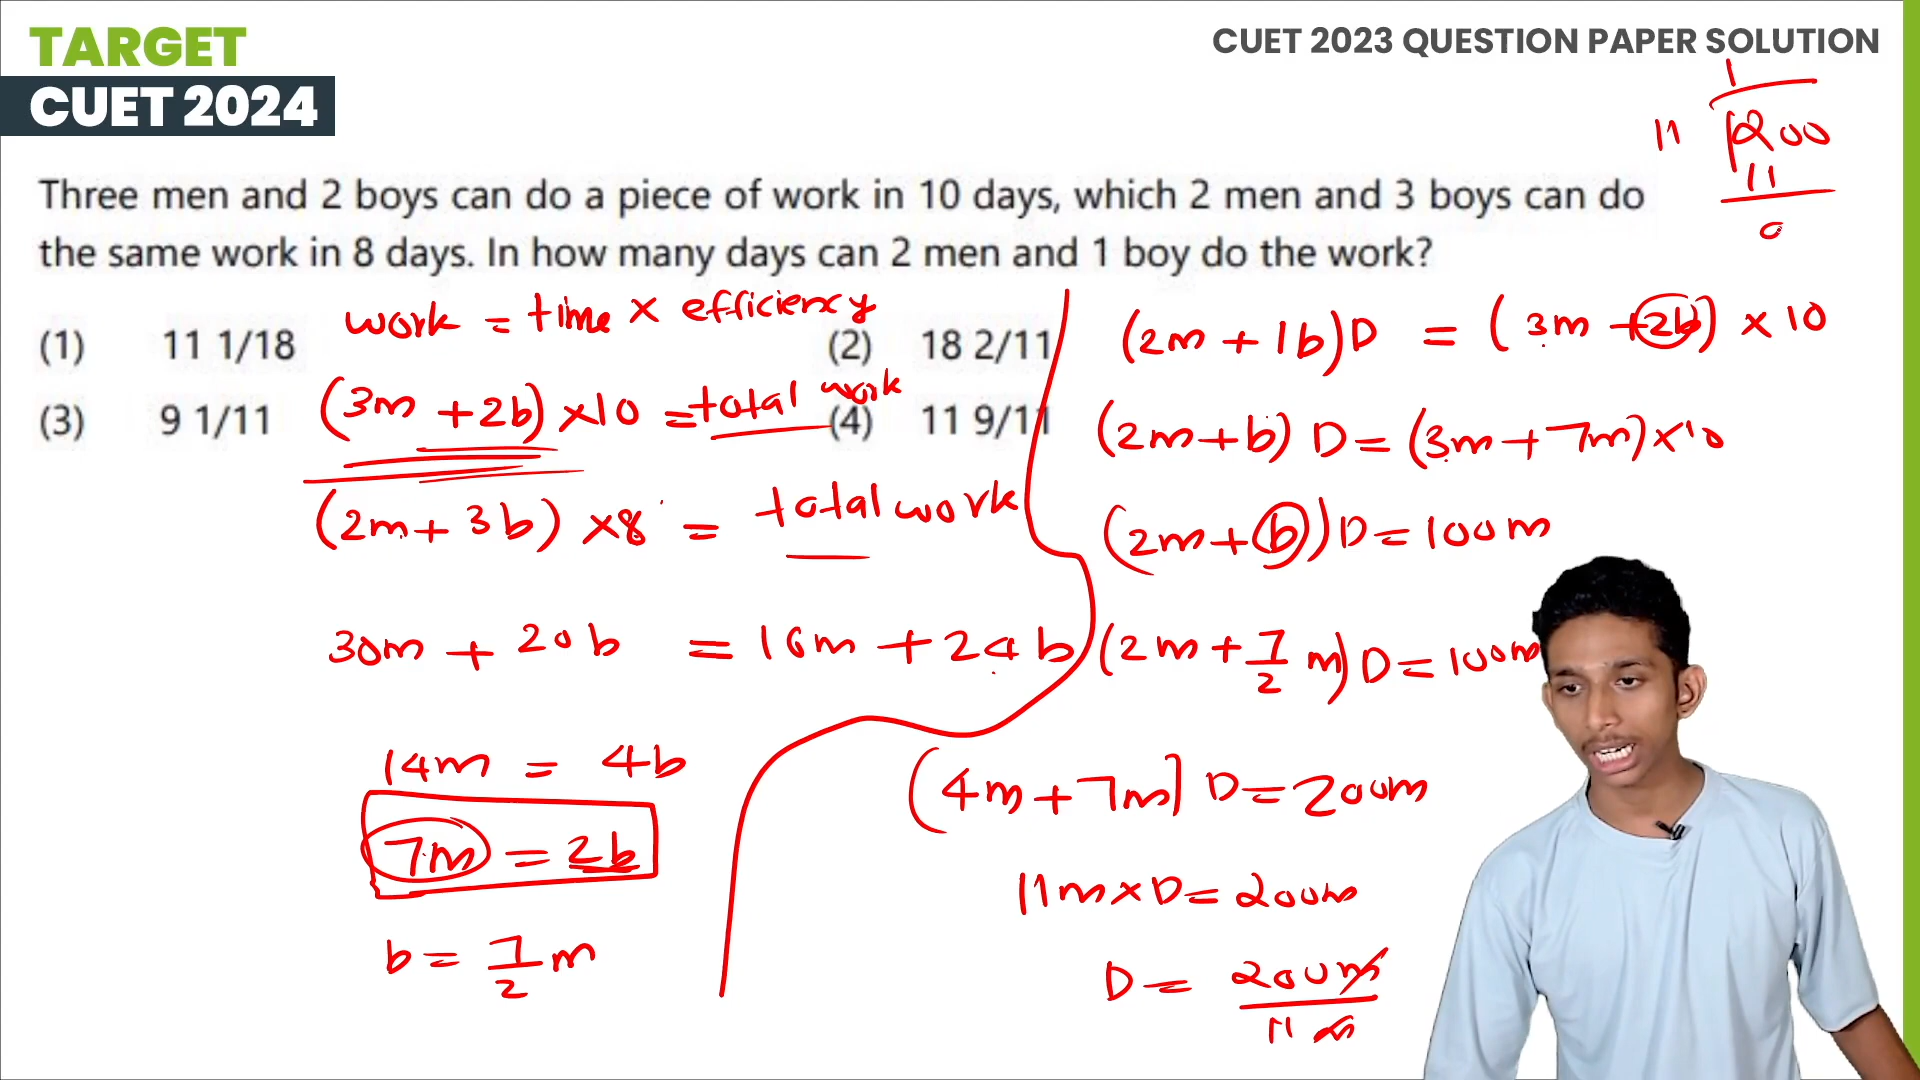 TARGET
CUET 2024
CUET 2023 QUESTION PAPER SOLUTION
1
11 200
11
0
Three men and 2 boys can do a piece of work in 10 days, which 2 men and 3 boys can do
the same work in 8 days. In how many days can 2 men and 1 boy do the work?
(1) 11 1/18
(2) 18 2/11
(3) 9 1/11
(4) 11 9/11
work = time × efficiency
(3m + 2b) ×10 = total work
(2m + 3b) ×8 = total work
30m + 20b = 16m + 24b
14m = 4b
7m = 2b
b = 7/2 m
(2m + 1b) D = (3m + 2b) × 10
(2m + b) D = (3m + 7m) × 10
(2m + b) D = 100m
(2m + 7/2 m) D = 100m
(4m + 7m) D = 200m
11m × D = 200m
D = 200m/11m